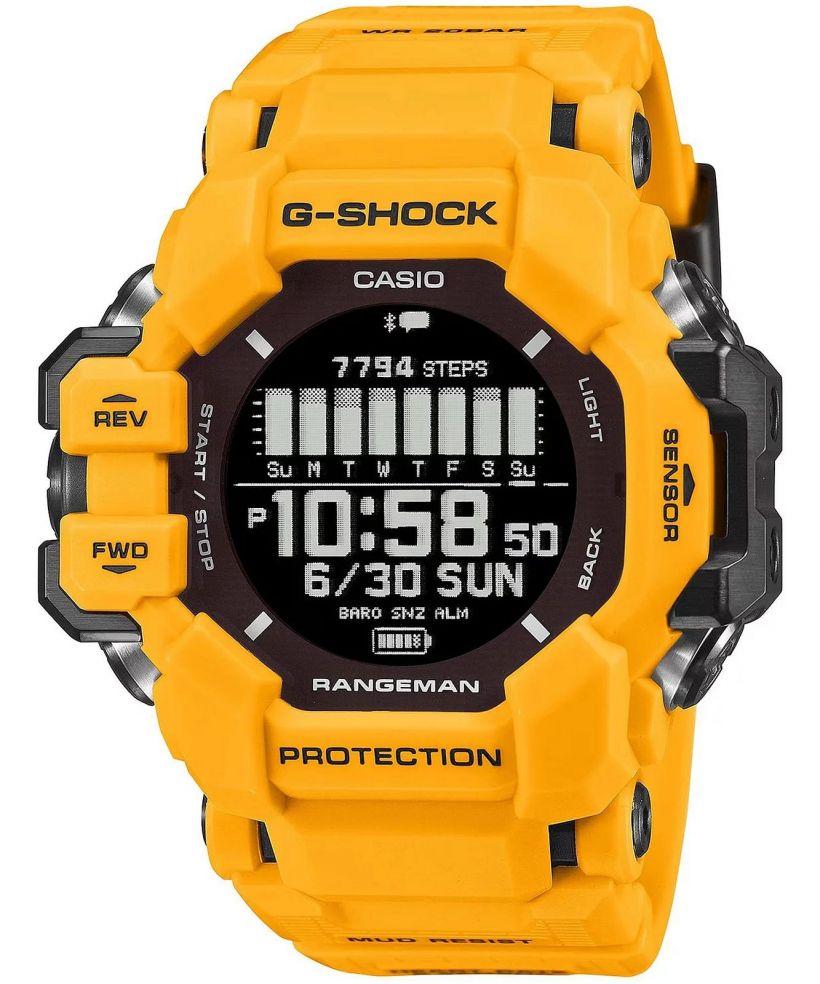 WR 20BAR
G-SHOCK
CASIO
7794 STEPS
Su M T W T F S Su
REV
START / STOP
FWD
LIGHT
SENSOR
BACK
P 10:58 50
6/30 SUN
BARO SNZ ALM
RANGEMAN
PROTECTION
MUD RESIST